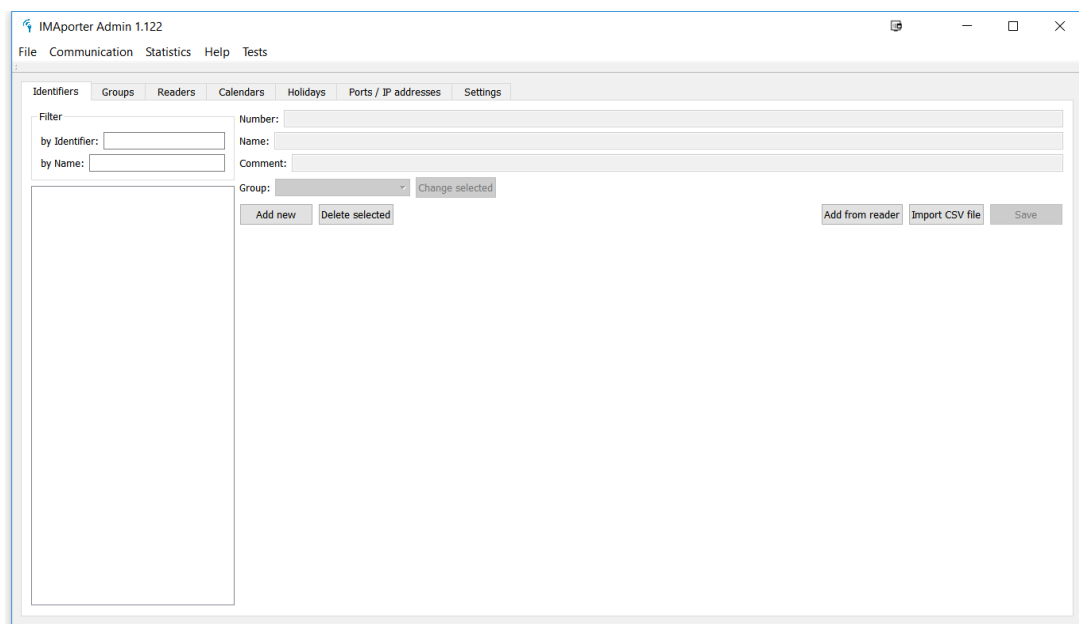 IMAporter Admin 1.122
File Communication Statistics Help Tests
Identifiers Groups Readers Calendars Holidays Ports / IP addresses Settings
Filter
by Identifier:
by Name:
Number:
Name:
Comment:
Group: Change selected
Add new Delete selected Add from reader Import CSV file Save